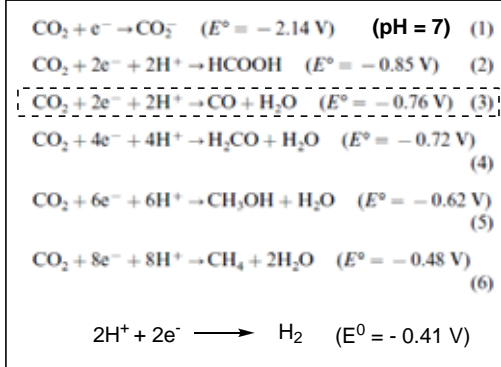 CO₂ + e⁻ → CO₂⁻ (E° = − 2.14 V) (pH = 7) (1)
CO₂ + 2e⁻ + 2H⁺ → HCOOH (E° = − 0.85 V) (2)
CO₂ + 2e⁻ + 2H⁺ → CO + H₂O (E° = − 0.76 V) (3)
CO₂ + 4e⁻ + 4H⁺ → H₂CO + H₂O (E° = − 0.72 V)
(4)
CO₂ + 6e⁻ + 6H⁺ → CH₃OH + H₂O (E° = − 0.62 V)
(5)
CO₂ + 8e⁻ + 8H⁺ → CH₄ + 2H₂O (E° = − 0.48 V)
(6)
2H⁺ + 2e⁻ ⟶ H₂ (E⁰ = - 0.41 V)